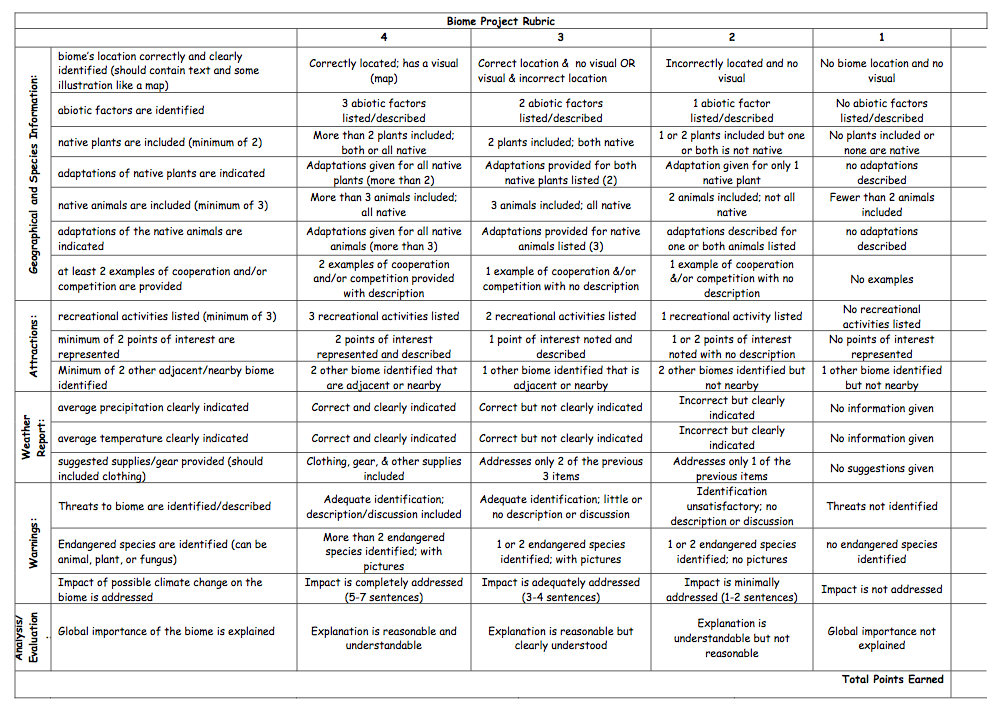 Biome Project Rubric
4 3 2 1
Geographical and Species Information:
biome's location correctly and clearly
identified (should contain text and some
illustration like a map)
Correctly located; has a visual
(map)
Correct location & no visual OR
visual & incorrect location
Incorrectly located and no
visual
No biome location and no
visual
abiotic factors are identified
3 abiotic factors
listed/described
2 abiotic factors
listed/described
1 abiotic factor
listed/described
No abiotic factors
listed/described
native plants are included (minimum of 2)
More than 2 plants included;
both or all native
2 plants included; both native
1 or 2 plants included but one
or both is not native
No plants included or
none are native
adaptations of native plants are indicated
Adaptations given for all native
plants (more than 2)
Adaptations provided for both
native plants listed (2)
Adaptation given for only 1
native plant
no adaptations
described
native animals are included (minimum of 3)
More than 3 animals included;
all native
3 animals included; all native
2 animals included; not all
native
Fewer than 2 animals
included
adaptations of the native animals are
indicated
Adaptations given for all native
animals (more than 3)
Adaptations provided for native
animals listed (3)
adaptations described for
one or both animals listed
no adaptations
described
at least 2 examples of cooperation and/or
competition are provided
2 examples of cooperation
and/or competition provided
with description
1 example of cooperation &/or
competition with no description
1 example of cooperation
&/or competition with no
description
No examples
Attractions:
recreational activities listed (minimum of 3)
3 recreational activities listed
2 recreational activities listed
1 recreational activity listed
No recreational
activities listed
minimum of 2 points of interest are
represented
2 points of interest
represented and described
1 point of interest noted and
described
1 or 2 points of interest
noted with no description
No points of interest
represented
Minimum of 2 other adjacent/nearby biome
identified
2 other biome identified that
are adjacent or nearby
1 other biome identified that is
adjacent or nearby
2 other biomes identified but
not nearby
1 other biome identified
but not nearby
Weather
Report:
average precipitation clearly indicated
Correct and clearly indicated
Correct but not clearly indicated
Incorrect but clearly
indicated
No information given
average temperature clearly indicated
Correct and clearly indicated
Correct but not clearly indicated
Incorrect but clearly
indicated
No information given
suggested supplies/gear provided (should
included clothing)
Clothing, gear, & other supplies
included
Addresses only 2 of the previous
3 items
Addresses only 1 of the
previous items
No suggestions given
Warnings:
Threats to biome are identified/described
Adequate identification;
description/discussion included
Adequate identification; little or
no description or discussion
Identification
unsatisfactory; no
description or discussion
Threats not identified
Endangered species are identified (can be
animal, plant, or fungus)
More than 2 endangered
species identified; with
pictures
1 or 2 endangered species
identified; with pictures
1 or 2 endangered species
identified; no pictures
no endangered species
identified
Impact of possible climate change on the
biome is addressed
Impact is completely addressed
(5-7 sentences)
Impact is adequately addressed
(3-4 sentences)
Impact is minimally
addressed (1-2 sentences)
Impact is not addressed
Analysis/
Evaluation :
Global importance of the biome is explained
Explanation is reasonable and
understandable
Explanation is reasonable but
clearly understood
Explanation is
understandable but not
reasonable
Global importance not
explained
Total Points Earned